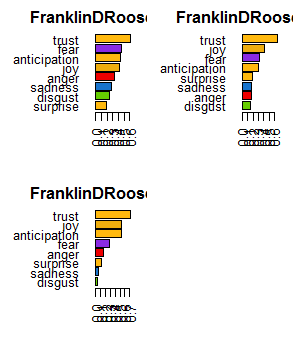 FranklinDRoose
trust
fear
anticipation
joy
anger
sadness
disgust
surprise
FranklinDRoose
trust
joy
fear
anticipation
surprise
sadness
anger
disgust
FranklinDRoose
trust
joy
anticipation
fear
anger
surprise
sadness
disgust